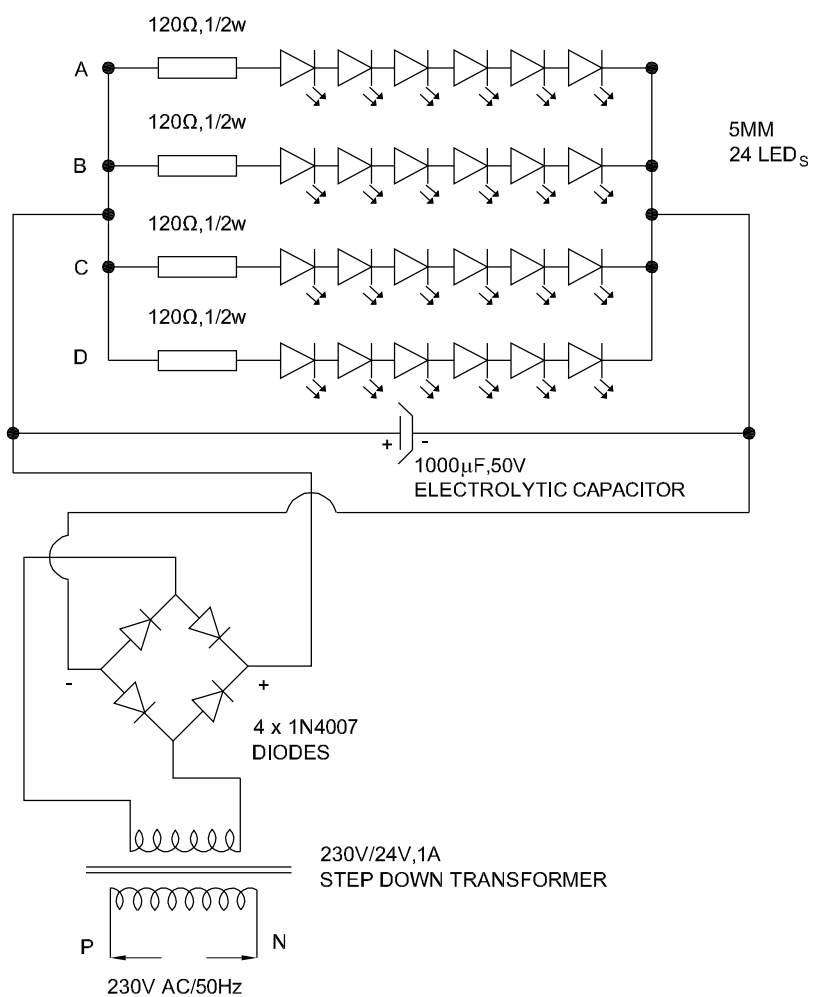 120Ω,1/2w
A
120Ω,1/2w
B
5MM
24 LEDS
120Ω,1/2w
C
120Ω,1/2w
D
+ -
1000μF,50V
ELECTROLYTIC CAPACITOR
- +
4 x 1N4007
DIODES
230V/24V,1A
STEP DOWN TRANSFORMER
P N
230V AC/50Hz